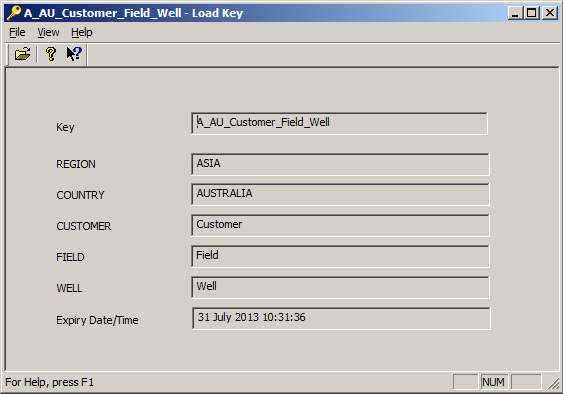 A_AU_Customer_Field_Well - Load Key
File View Help
Key A_AU_Customer_Field_Well
REGION ASIA
COUNTRY AUSTRALIA
CUSTOMER Customer
FIELD Field
WELL Well
Expiry Date/Time 31 July 2013 10:31:36
For Help, press F1 NUM